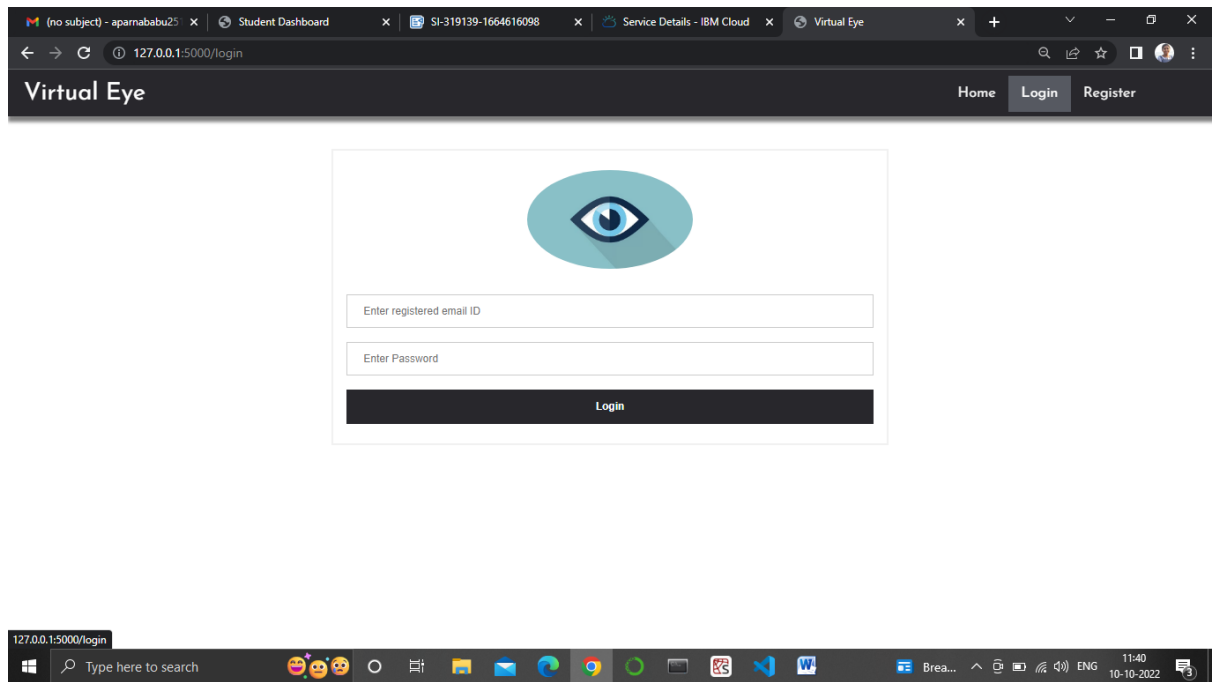 (no subject) - aparnababu25
Student Dashboard
SI-319139-1664616098
Service Details - IBM Cloud
Virtual Eye
127.0.0.1:5000/login
Virtual Eye
Home
Login
Register
Enter registered email ID
Enter Password
Login
127.0.0.1:5000/login
Type here to search
Brea...
ENG
11:40
10-10-2022
3